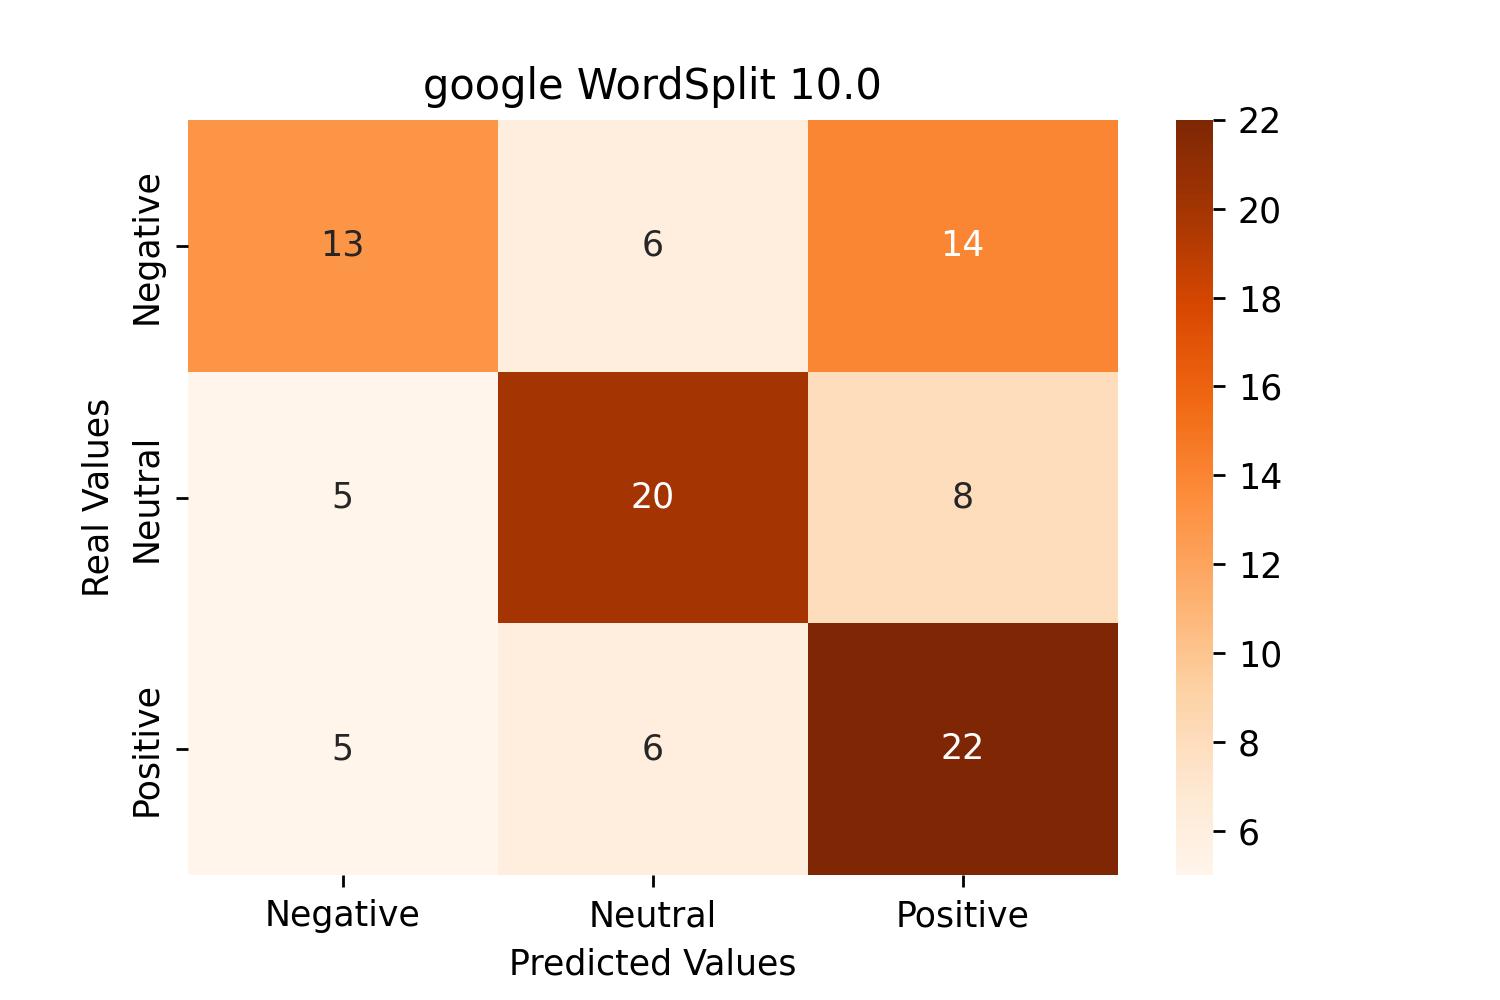 google WordSplit 10.0
Real Values
Negative
13 6 14
Neutral
5 20 8
Positive
5 6 22
Negative Neutral Positive
Predicted Values
22
20
18
16
14
12
10
8
6